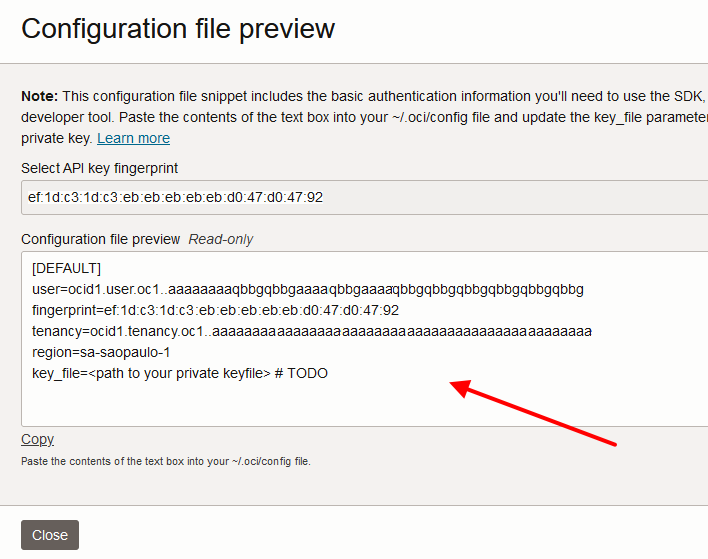 Configuration file preview
Note: This configuration file snippet includes the basic authentication information you'll need to use the SDK,
developer tool. Paste the contents of the text box into your ~/.oci/config file and update the key_file parameter
private key. Learn more
Select API key fingerprint
ef:1d:c3:1d:c3:eb:eb:eb:eb:eb:d0:47:d0:47:92
Configuration file preview Read-only
[DEFAULT]
user=ocid1.user.oc1..aaaaaaaaqbbgqbbgaaaaqbbgaaaaqbbgqbbgqbbgqbbgqbbgqbbg
fingerprint=ef:1d:c3:1d:c3:eb:eb:eb:eb:eb:d0:47:d0:47:92
tenancy=ocid1.tenancy.oc1..aaaaaaaaaaaaaaaaaaaaaaaaaaaaaaaaaaaaaaaaaaaaaaa
region=sa-saopaulo-1
key_file=<path to your private keyfile> # TODO
Copy
Paste the contents of the text box into your ~/.oci/config file.
Close